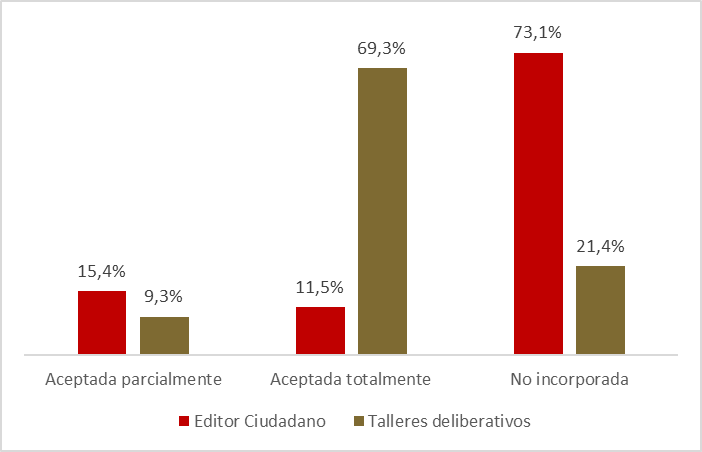 73,1%
69,3%
21,4%
15,4%
11,5%
9,3%
Aceptada parcialmente
Aceptada totalmente
No incorporada
Editor Ciudadano
Talleres deliberativos